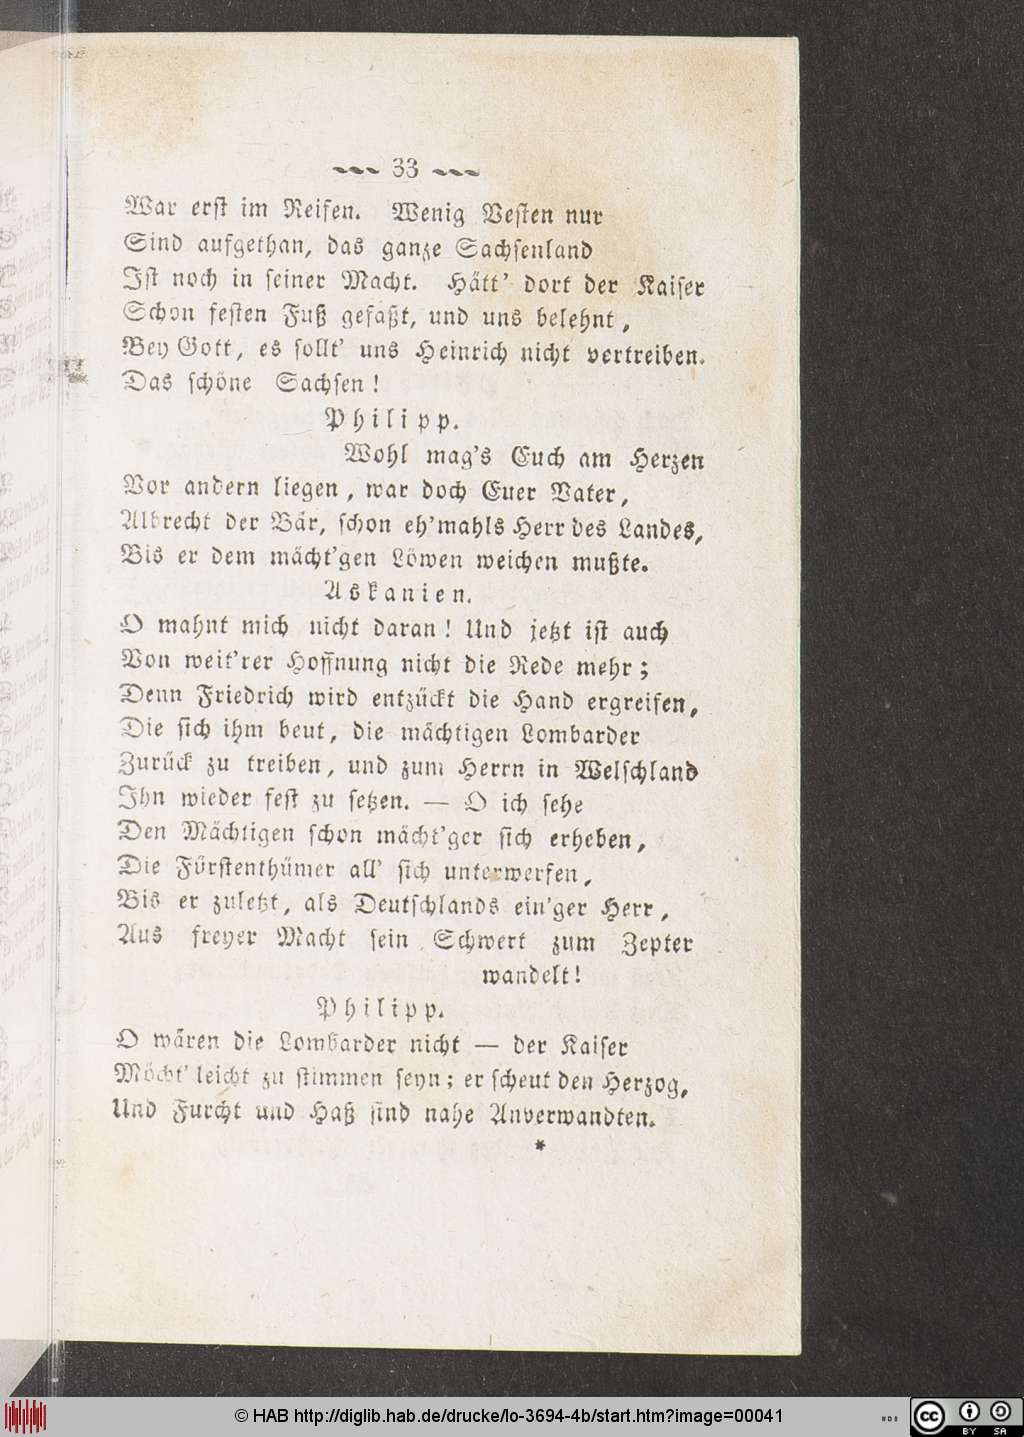 33
War erst im Reifen. Wenig Vesten nur
Sind aufgethan, das ganze Sachsenland
Ist noch in seiner Macht. Hätt' dort der Kaiser
Schon festen Fuß gefaßt, und uns belehnt,
Bey Gott, es sollt' uns Heinrich nicht vertreiben.
Das schöne Sachsen!
Philipp.
Wohl mag's Euch am Herzen
Vor andern liegen, war doch Euer Vater,
Albrecht der Bär, schon eh'mahls Herr des Landes,
Bis er dem mächt'gen Löwen weichen mußte.
Askanien.
O mahnt mich nicht daran! Und jetzt ist auch
Von weit'rer Hoffnung nicht die Rede mehr;
Denn Friedrich wird entzückt die Hand ergreifen,
Die sich ihm beut, die mächtigen Lombarder
Zurück zu treiben, und zum Herrn in Welschland
Ihn wieder fest zu setzen. — O ich sehe
Den Mächtigen schon mächt'ger sich erheben,
Die Fürstenthümer all' sich unterwerfen,
Bis er zuletzt, als Deutschlands ein'ger Herr,
Aus freyer Macht sein Schwert zum Zepter
wandelt!
Philipp.
O wären die Lombarder nicht — der Kaiser
Möcht' leicht zu stimmen seyn; er scheut den Herzog,
Und Furcht und Haß sind nahe Anverwandten.
*
© HAB http://diglib.hab.de/drucke/lo-3694-4b/start.htm?image=00041
cc BY SA